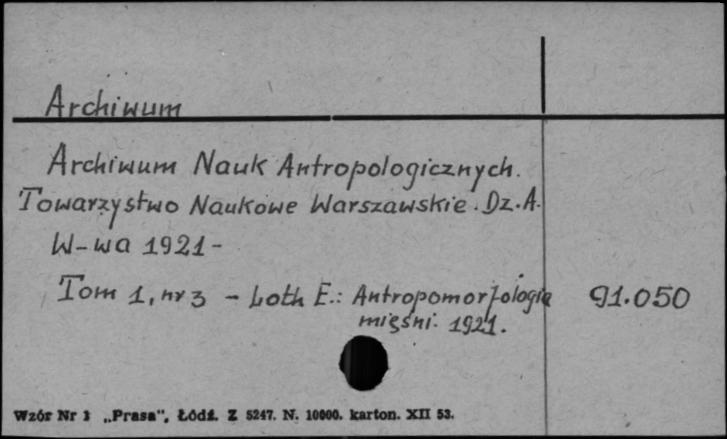 Archiwum
Archiwum Nauk Antropologicznych.
Towarzystwo Naukowe Warszawskie. Dz. A.
W-wa 1921-
Tom 1, nr 3 - Loth E.: Antropomorfologia 91.050
mięśni. 1921.
Wzór Nr 1 „Prasa", Łódź. Z 5247. N. 10000. karton. XII 53.